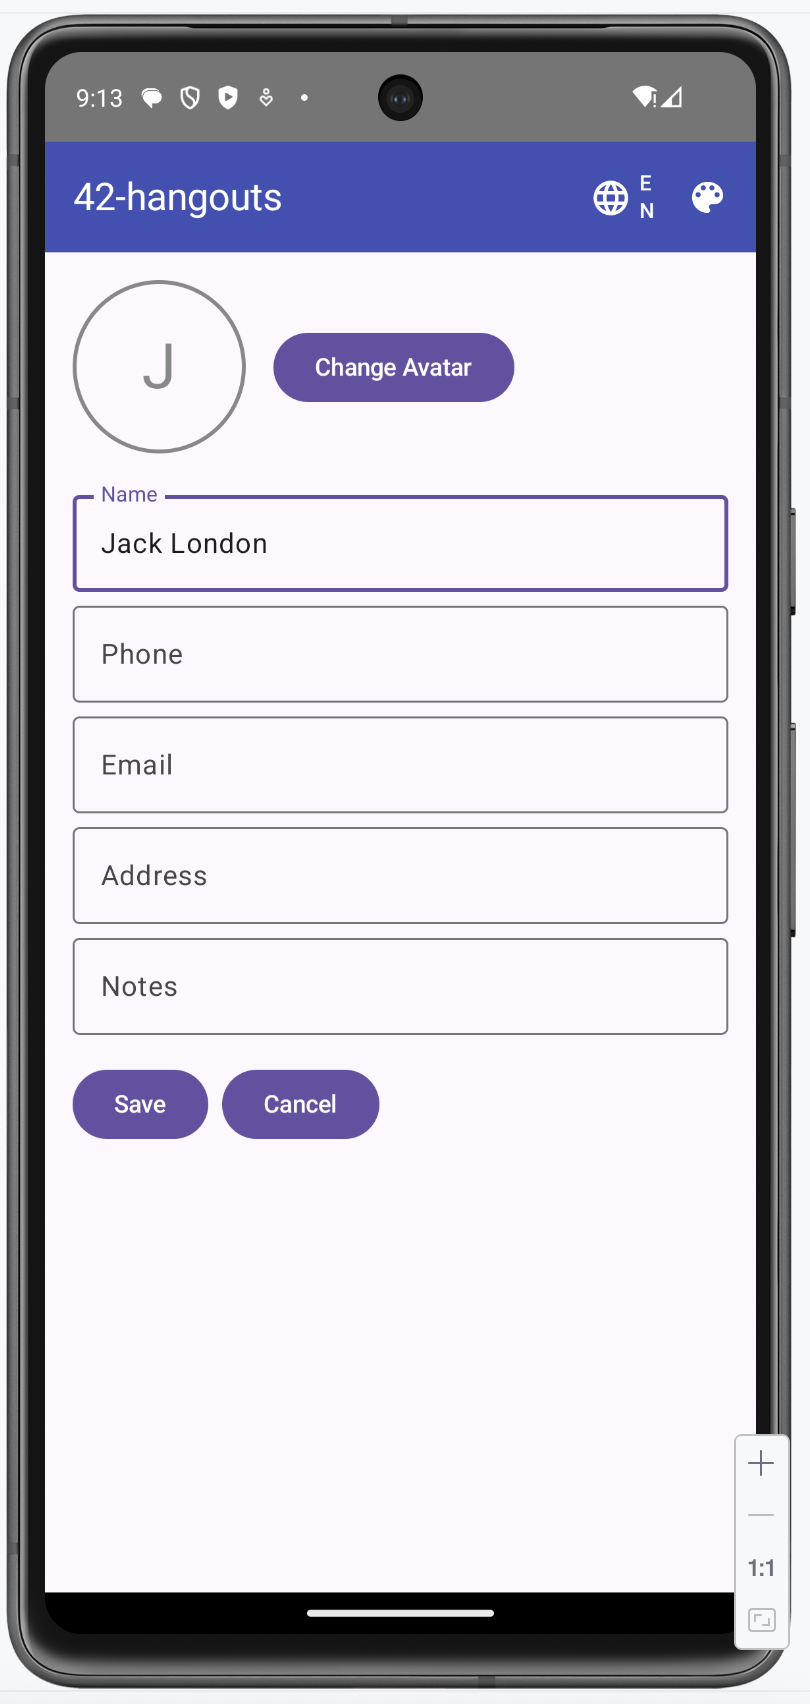 9:13
42-hangouts
E
N
J
Change Avatar
Name
Jack London
Phone
Email
Address
Notes
Save Cancel
1:1